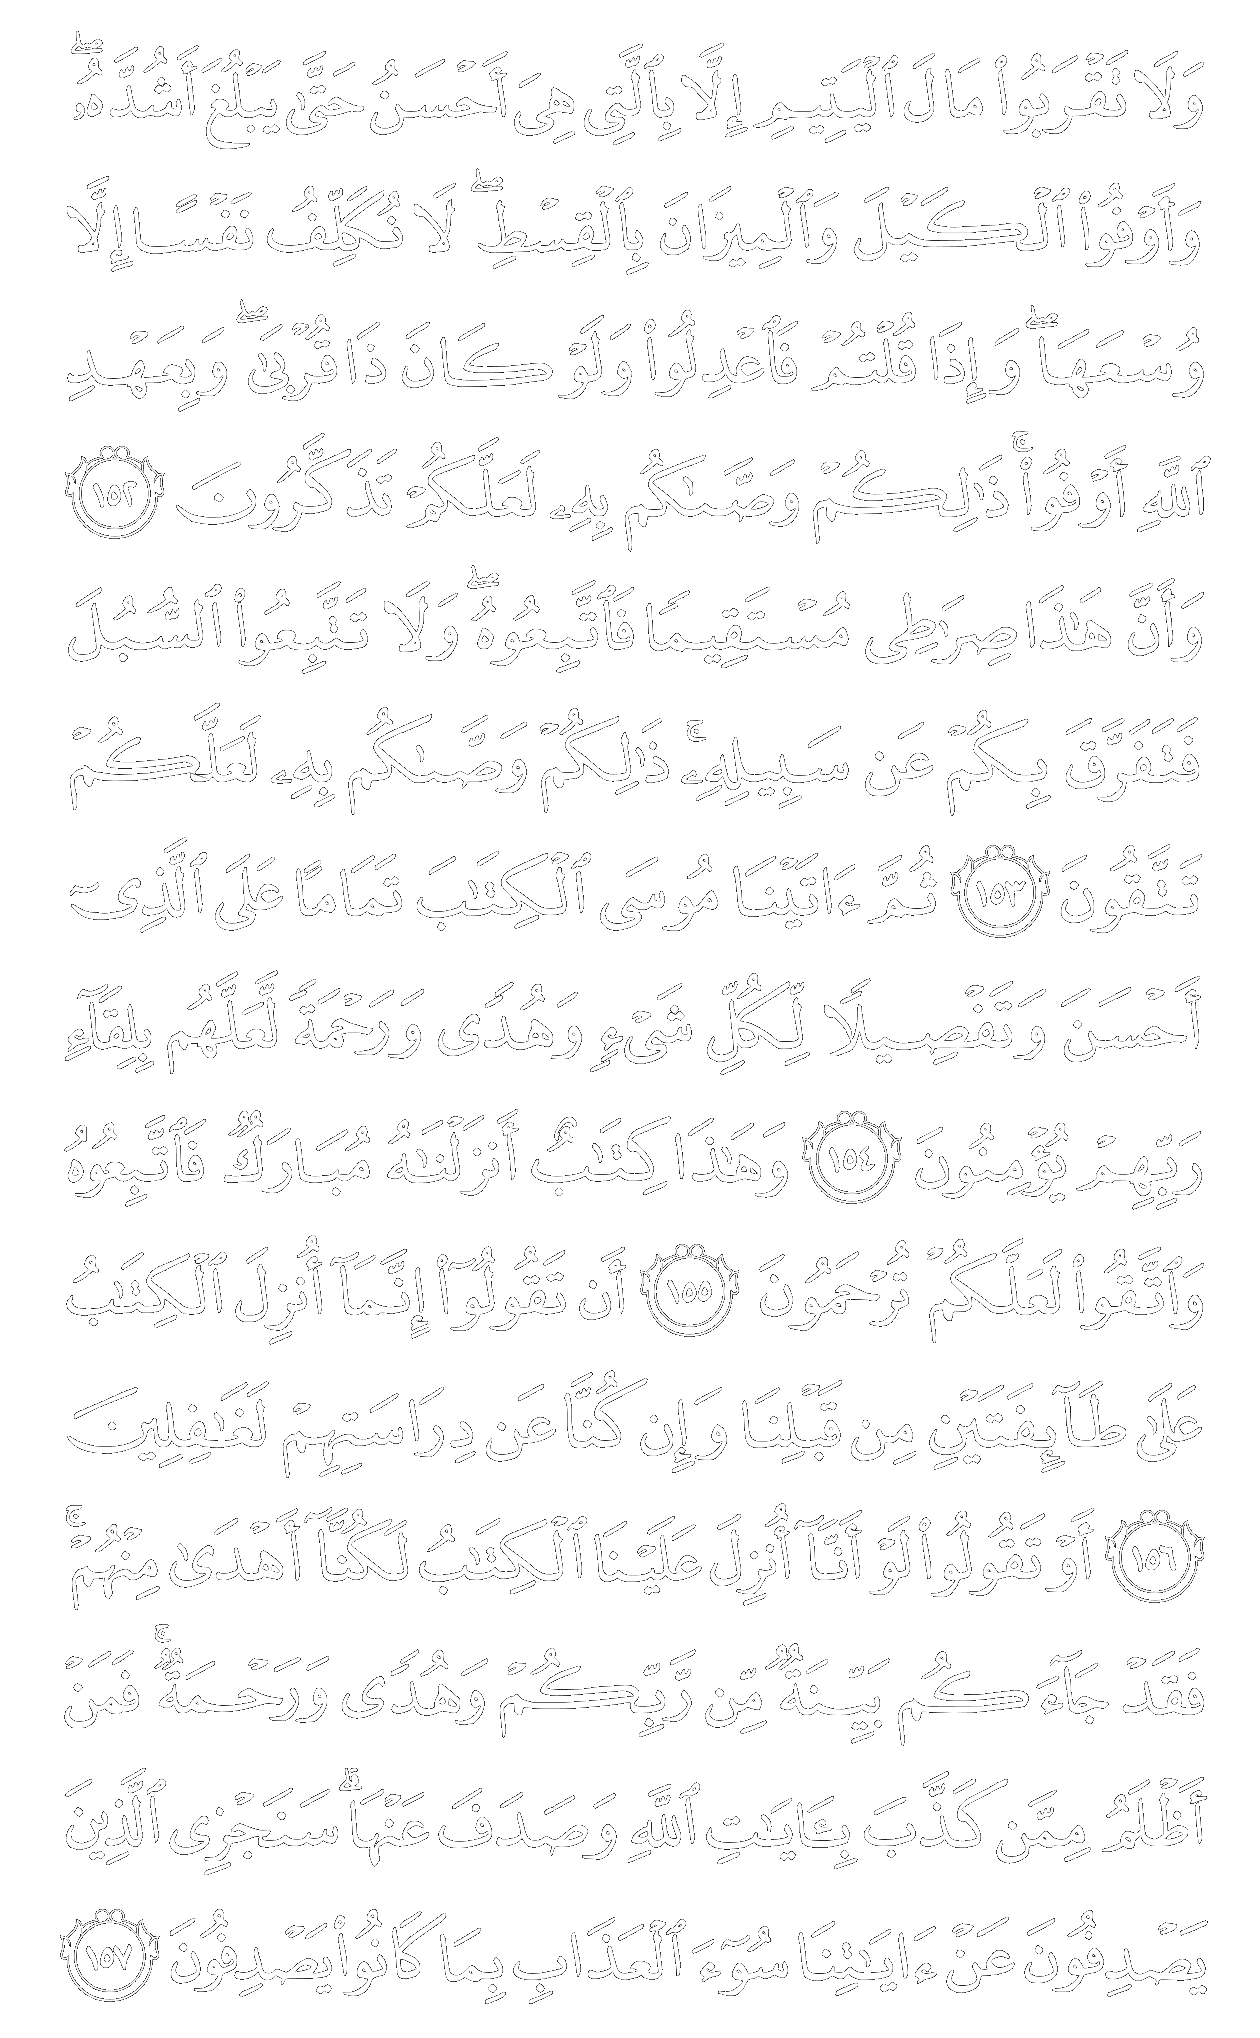 وَلَا تَقْرَبُوا۟ مَالَ ٱلْيَتِيمِ إِلَّا بِٱلَّتِى هِىَ أَحْسَنُ حَتَّىٰ يَبْلُغَ أَشُدَّهُۥۖ
وَأَوْفُوا۟ ٱلْكَيْلَ وَٱلْمِيزَانَ بِٱلْقِسْطِۖ لَا نُكَلِّفُ نَفْسًا إِلَّا
وُسْعَهَاۖ وَإِذَا قُلْتُمْ فَٱعْدِلُوا۟ وَلَوْ كَانَ ذَا قُرْبَىٰۖ وَبِعَهْدِ
ٱللَّهِ أَوْفُوا۟ۚ ذَٰلِكُمْ وَصَّىٰكُم بِهِۦ لَعَلَّكُمْ تَذَكَّرُونَ ١٥٢
وَأَنَّ هَٰذَا صِرَٰطِى مُسْتَقِيمًا فَٱتَّبِعُوهُۖ وَلَا تَتَّبِعُوا۟ ٱلسُّبُلَ
فَتَفَرَّقَ بِكُمْ عَن سَبِيلِهِۦۚ ذَٰلِكُمْ وَصَّىٰكُم بِهِۦ لَعَلَّكُمْ
تَتَّقُونَ ١٥٣ ثُمَّ ءَاتَيْنَا مُوسَى ٱلْكِتَٰبَ تَمَامًا عَلَى ٱلَّذِىٓ
أَحْسَنَ وَتَفْصِيلًا لِّكُلِّ شَىْءٍ وَهُدًى وَرَحْمَةً لَّعَلَّهُم بِلِقَآءِ
رَبِّهِمْ يُؤْمِنُونَ ١٥٤ وَهَٰذَا كِتَٰبٌ أَنزَلْنَٰهُ مُبَارَكٌ فَٱتَّبِعُوهُ
وَٱتَّقُوا۟ لَعَلَّكُمْ تُرْحَمُونَ ١٥٥ أَن تَقُولُوٓا۟ إِنَّمَآ أُنزِلَ ٱلْكِتَٰبُ
عَلَىٰ طَآئِفَتَيْنِ مِن قَبْلِنَا وَإِن كُنَّا عَن دِرَاسَتِهِمْ لَغَٰفِلِينَ
١٥٦ أَوْ تَقُولُوا۟ لَوْ أَنَّآ أُنزِلَ عَلَيْنَا ٱلْكِتَٰبُ لَكُنَّآ أَهْدَىٰ مِنْهُمْۚ
فَقَدْ جَآءَكُم بَيِّنَةٌ مِّن رَّبِّكُمْ وَهُدًى وَرَحْمَةٌۚ فَمَنْ
أَظْلَمُ مِمَّن كَذَّبَ بِـَٔايَٰتِ ٱللَّهِ وَصَدَفَ عَنْهَاۗ سَنَجْزِى ٱلَّذِينَ
يَصْدِفُونَ عَنْ ءَايَٰتِنَا سُوٓءَ ٱلْعَذَابِ بِمَا كَانُوا۟ يَصْدِفُونَ ١٥٧